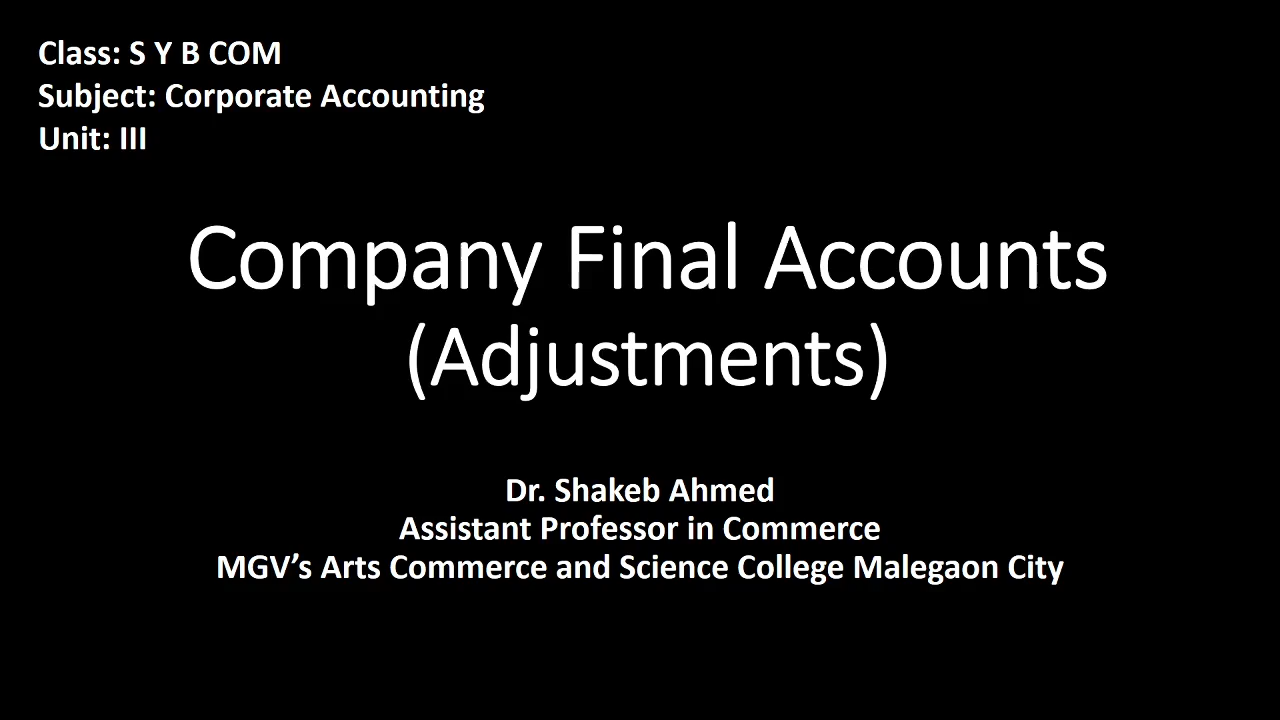 Class: S Y B COM
Subject: Corporate Accounting
Unit: III
Company Final Accounts
(Adjustments)
Dr. Shakeb Ahmed
Assistant Professor in Commerce
MGV’s Arts Commerce and Science College Malegaon City